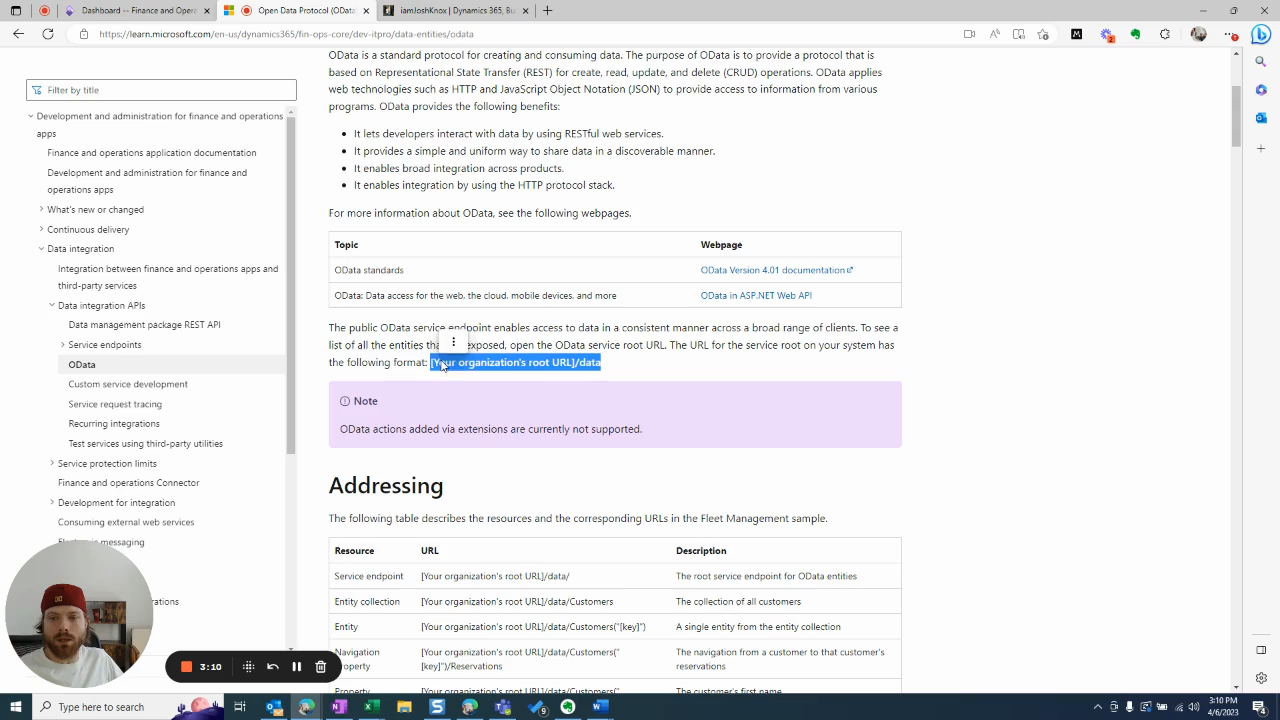 Dashboard -- Finance and Opero
Open Data Protocol (OData
iamJoshKnox | Dynamics 365, Bu
https://learn.microsoft.com/en-us/dynamics365/fin-ops-core/dev-itpro/data-entities/odata
Filter by title
Development and administration for finance and operations
apps
Finance and operations application documentation
Development and administration for finance and
operations apps
What's new or changed
Continuous delivery
Data integration
Integration between finance and operations apps and
third-party services
Data integration APIs
Data management package REST API
Service endpoints
OData
Custom service development
Service request tracing
Recurring integrations
Test services using third-party utilities
Service protection limits
Finance and operations Connector
Development for integration
Consuming external web services
messaging
rations
OData is a standard protocol for creating and consuming data. The purpose of OData is to provide a protocol that is
based on Representational State Transfer (REST) for create, read, update, and delete (CRUD) operations. OData applies
web technologies such as HTTP and JavaScript Object Notation (JSON) to provide access to information from various
programs. OData provides the following benefits:
It lets developers interact with data by using RESTful web services.
It provides a simple and uniform way to share data in a discoverable manner.
It enables broad integration across products.
It enables integration by using the HTTP protocol stack.
For more information about OData, see the following webpages.
Topic Webpage
OData standards OData Version 4.01 documentation
OData: Data access for the web, the cloud, mobile devices, and more OData in ASP.NET Web API
The public OData service endpoint enables access to data in a consistent manner across a broad range of clients. To see a
list of all the entities that exposed, open the OData service root URL. The URL for the service root on your system has
the following format: [Your organization's root URL]/data
Note
OData actions added via extensions are currently not supported.
Addressing
The following table describes the resources and the corresponding URLs in the Fleet Management sample.
Resource URL Description
Service endpoint [Your organization's root URL]/data/ The root service endpoint for OData entities
Entity collection [Your organization's root URL]/data/Customers The collection of all customers
Entity [Your organization's root URL]/data/Customers("[key]") A single entity from the entity collection
Navigation [Your organization's root URL]/data/Customers(" The navigation from a customer to that customer's
property [key]")/Reservations reservations
Property [Your organization's root URL]/data/Customers(" The customer's first name
3:10
Type here to search
3:10 PM
4/6/2023